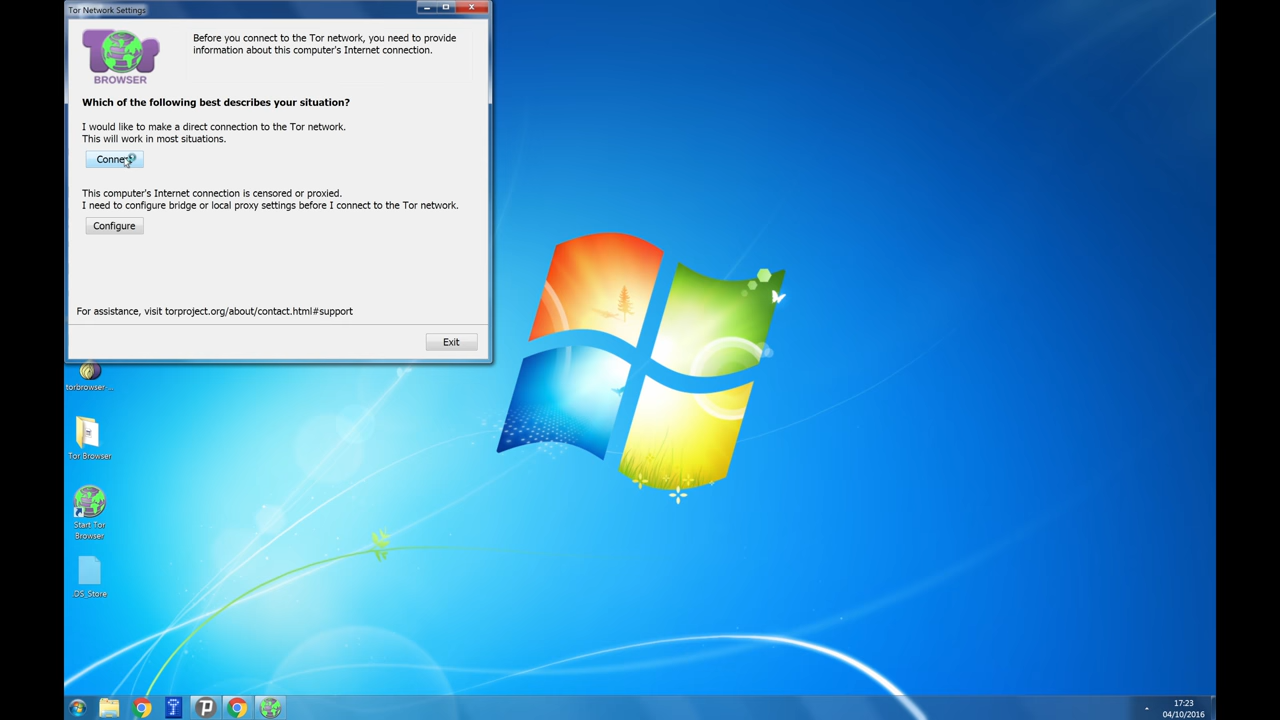 Tor Network Settings
Tor
BROWSER
Before you connect to the Tor network, you need to provide
information about this computer's Internet connection.
Which of the following best describes your situation?
I would like to make a direct connection to the Tor network.
This will work in most situations.
Connect
This computer's Internet connection is censored or proxied.
I need to configure bridge or local proxy settings before I connect to the Tor network.
Configure
For assistance, visit torproject.org/about/contact.html#support
Exit
torbrowser-...
Tor Browser
Start Tor
Browser
.DS_Store
17:23
04/10/2016